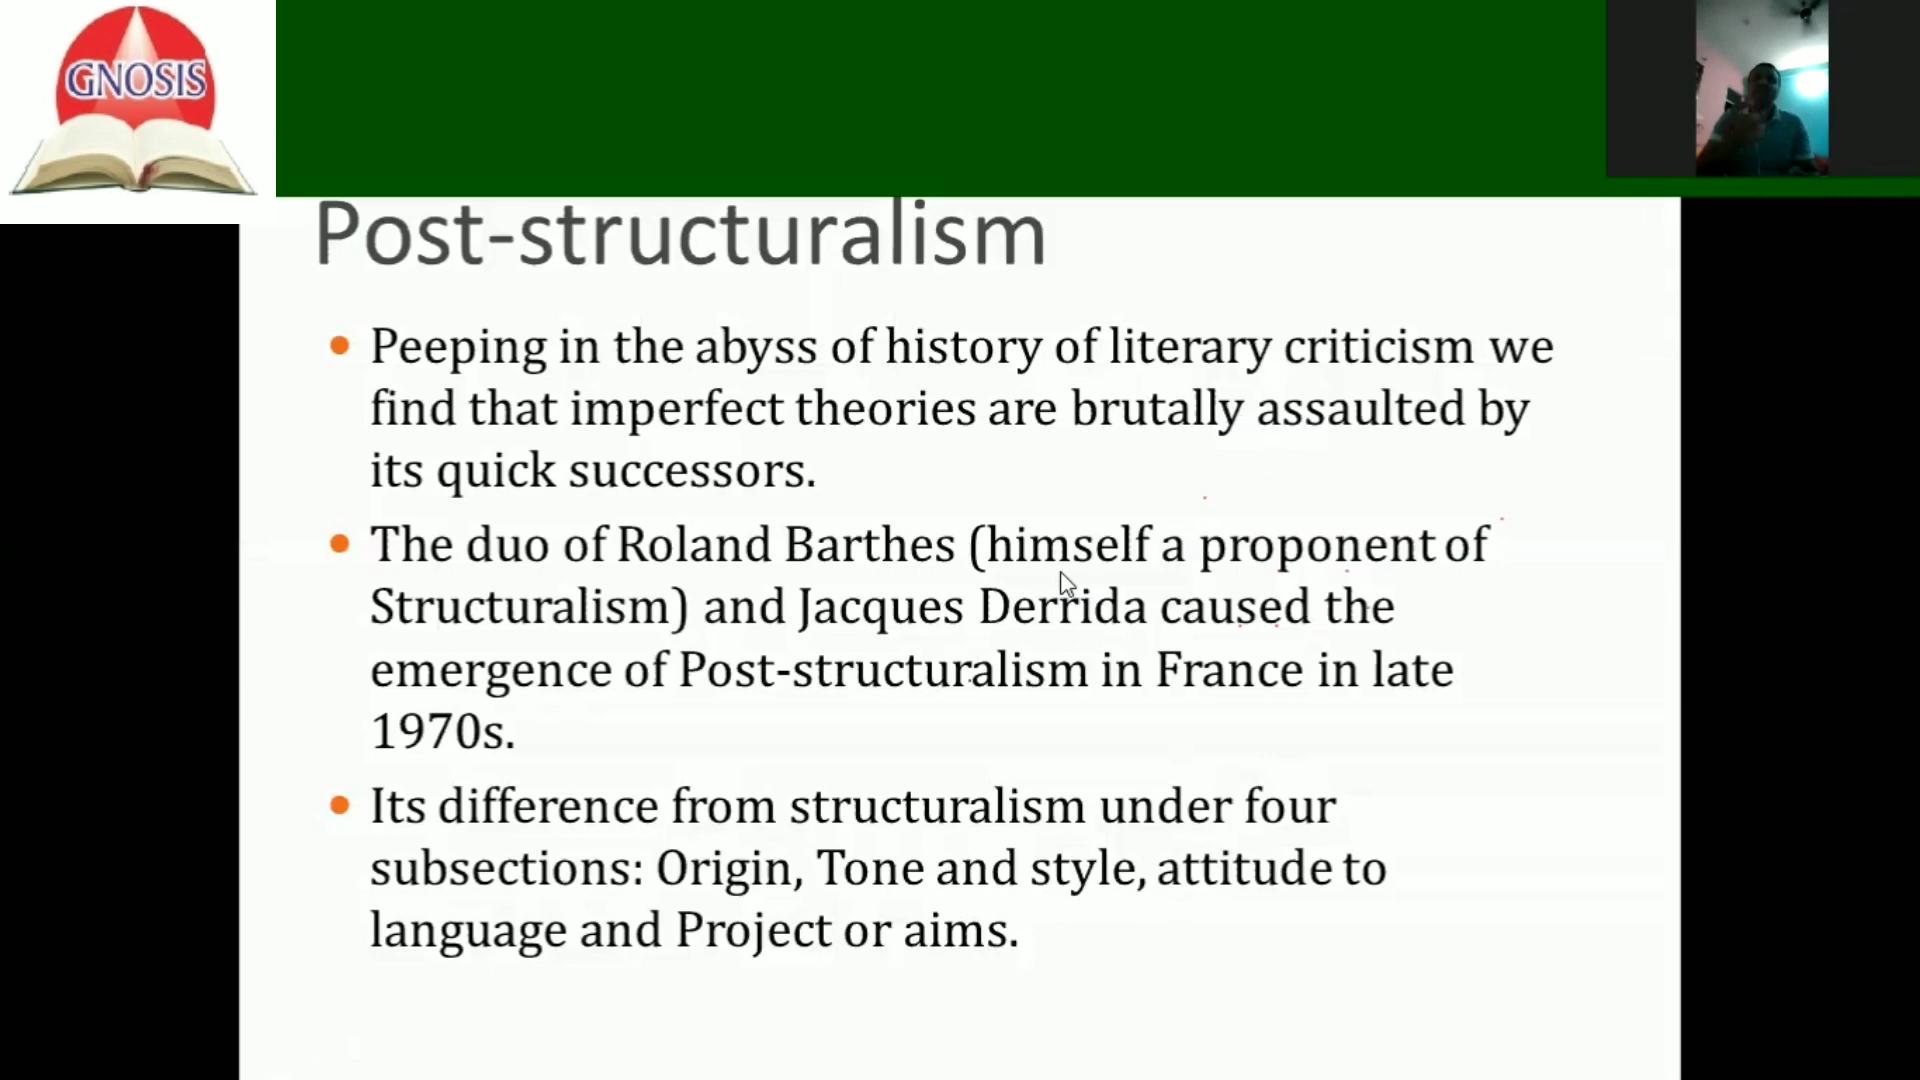 GNOSIS
Post-structuralism
Peeping in the abyss of history of literary criticism we
find that imperfect theories are brutally assaulted by
its quick successors.
The duo of Roland Barthes (himself a proponent of
Structuralism) and Jacques Derrida caused the
emergence of Post-structuralism in France in late
1970s.
Its difference from structuralism under four
subsections: Origin, Tone and style, attitude to
language and Project or aims.